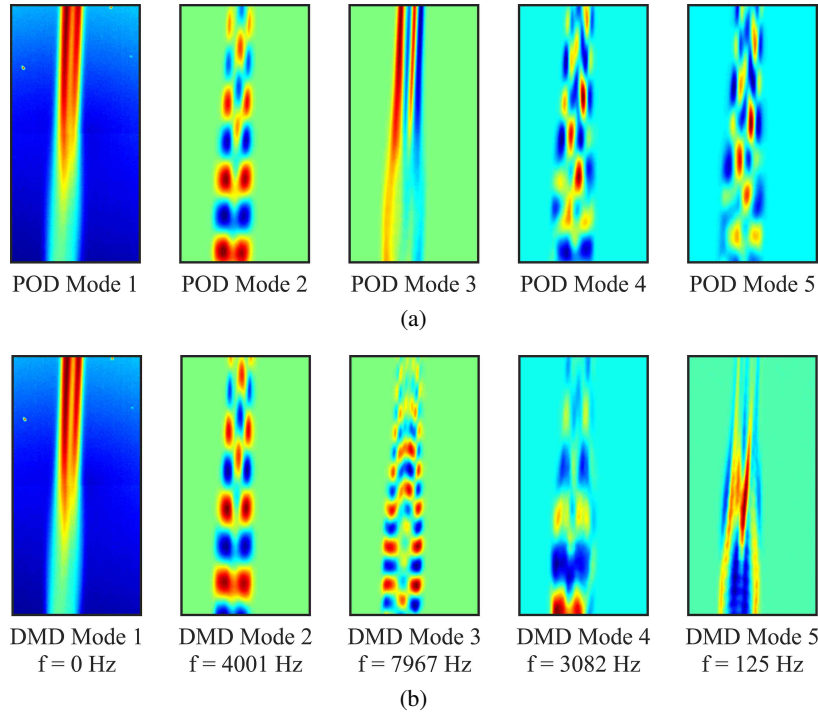 POD Mode 1 POD Mode 2 POD Mode 3 POD Mode 4 POD Mode 5
(a)
DMD Mode 1 DMD Mode 2 DMD Mode 3 DMD Mode 4 DMD Mode 5
f = 0 Hz f = 4001 Hz f = 7967 Hz f = 3082 Hz f = 125 Hz
(b)